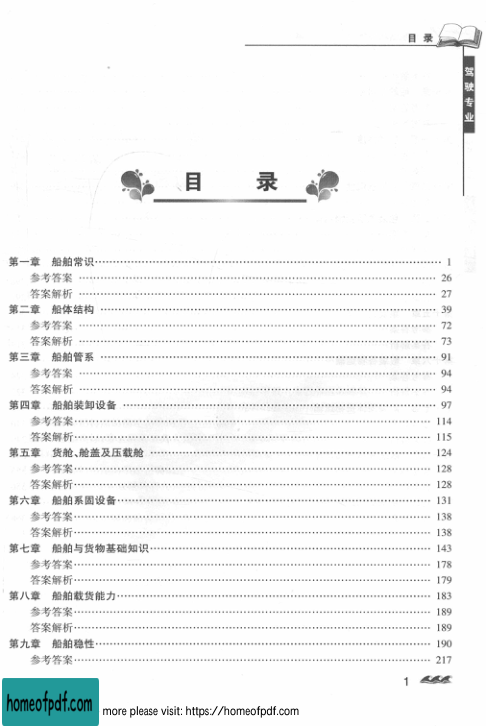 目 录
驾驶专业
目 录
第一章 船舶常识 1
参考答案 26
答案解析 27
第二章 船体结构 39
参考答案 72
答案解析 73
第三章 船舶管系 91
参考答案 94
答案解析 94
第四章 船舶装卸设备 97
参考答案 114
答案解析 115
第五章 货舱、舱盖及压载舱 124
参考答案 128
答案解析 128
第六章 船舶系固设备 131
参考答案 138
答案解析 138
第七章 船舶与货物基础知识 143
参考答案 178
答案解析 179
第八章 船舶载货能力 183
参考答案 189
答案解析 189
第九章 船舶稳性 190
参考答案 217
1
homeofpdf.com
more please visit: https://homeofpdf.com